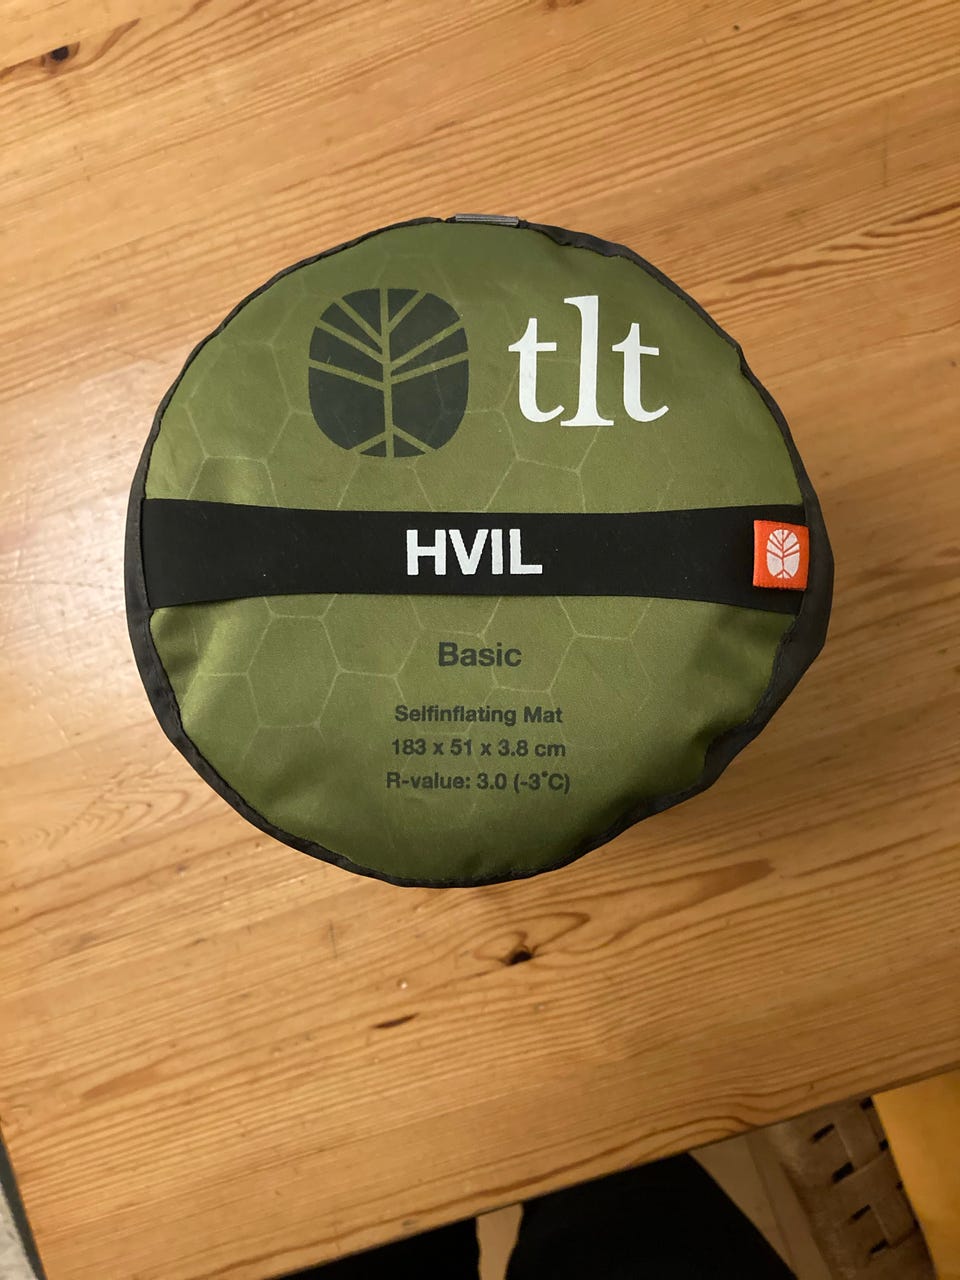 tlt
HVIL
Basic
Selfinflating Mat
183 x 51 x 3.8 cm
R-value: 3.0 (-3°C)